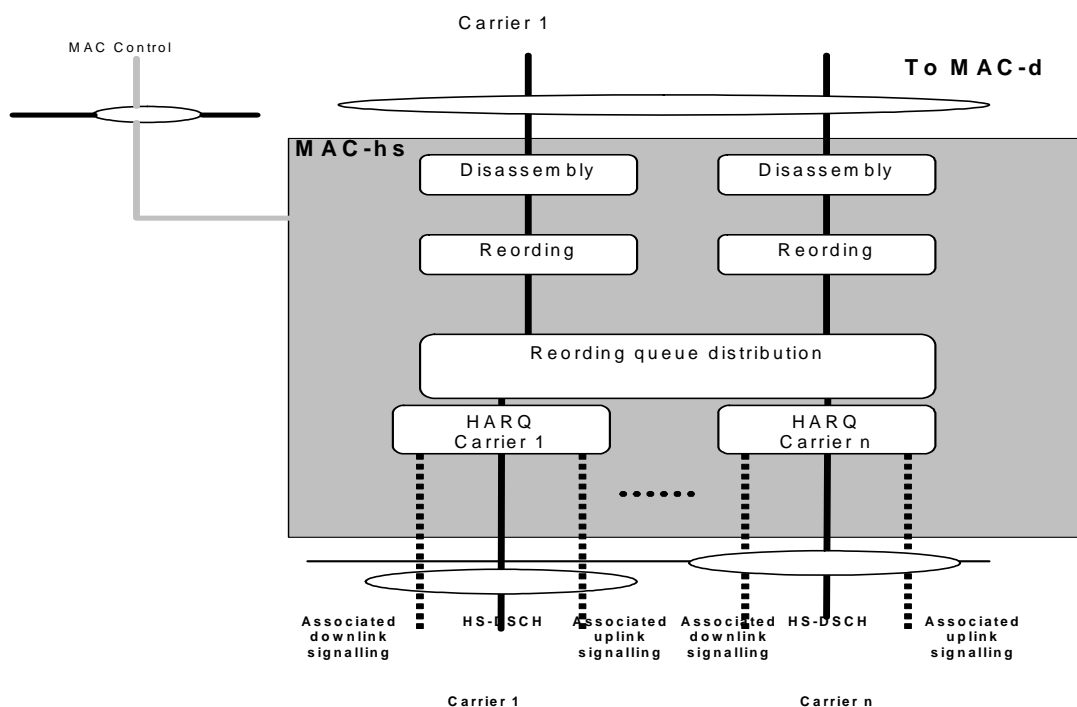 Carrier 1
MAC Control
To MAC-d
MAC-hs
Disassembly
Disassembly
Reording
Reording
Reording queue distribution
HARQ
Carrier 1
HARQ
Carrier n
Associated
downlink
signalling
HS-DSCH
Associated
uplink
signalling
Associated
downlink
signalling
HS-DSCH
Associated
uplink
signalling
Carrier 1
Carrier n